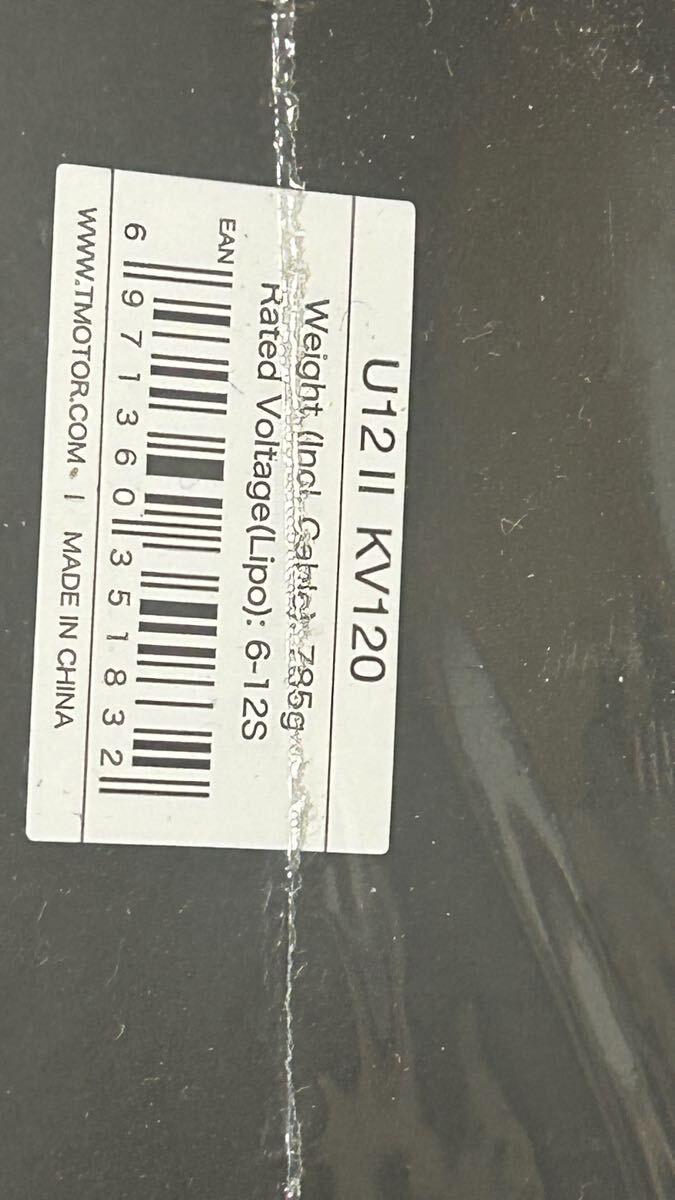 U12 II KV120
Weight (Incl. Cable): 795g
Rated Voltage(Lipo): 6-12S
EAN
6 971360 351832
WWW.TMOTOR.COM | MADE IN CHINA